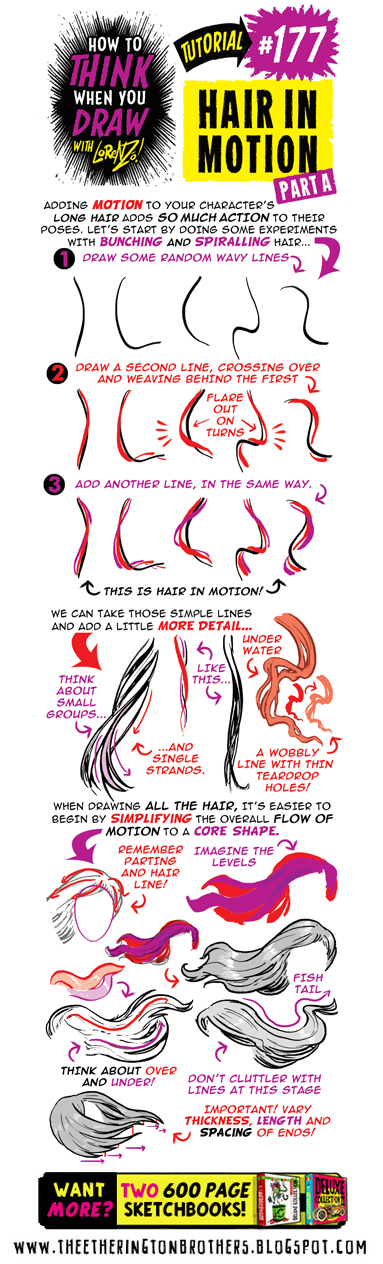 HOW TO
THINK
WHEN YOU
DRAW
WITH LORENZO!
TUTORIAL
#177
HAIR IN
MOTION
PART A
ADDING MOTION TO YOUR CHARACTER'S
LONG HAIR ADDS SO MUCH ACTION TO THEIR
POSES. LET'S START BY DOING SOME EXPERIMENTS
WITH BUNCHING AND SPIRALLING HAIR...
1 DRAW SOME RANDOM WAVY LINES
2 DRAW A SECOND LINE, CROSSING OVER
AND WEAVING BEHIND THE FIRST
FLARE
OUT
ON
TURNS
3 ADD ANOTHER LINE, IN THE SAME WAY.
THIS IS HAIR IN MOTION!
WE CAN TAKE THOSE SIMPLE LINES
AND ADD A LITTLE MORE DETAIL...
THINK
ABOUT
SMALL
GROUPS...
...AND
SINGLE
STRANDS.
LIKE
THIS...
UNDER
WATER
A WOBBLY
LINE WITH THIN
TEARDROP
HOLES!
WHEN DRAWING ALL THE HAIR, IT'S EASIER TO
BEGIN BY SIMPLIFYING THE OVERALL FLOW OF
MOTION TO A CORE SHAPE.
REMEMBER
PARTING
AND HAIR
LINE!
IMAGINE THE
LEVELS
FISH
TAIL
THINK ABOUT OVER
AND UNDER!
DON'T CLUTTLER WITH
LINES AT THIS STAGE
IMPORTANT! VARY
THICKNESS, LENGTH AND
SPACING OF ENDS!
WANT
MORE?
TWO 600 PAGE
SKETCHBOOKS!
DELUXE
COLLECTION
WWW.THEETHERINGTONBROTHERS.BLOGSPOT.COM